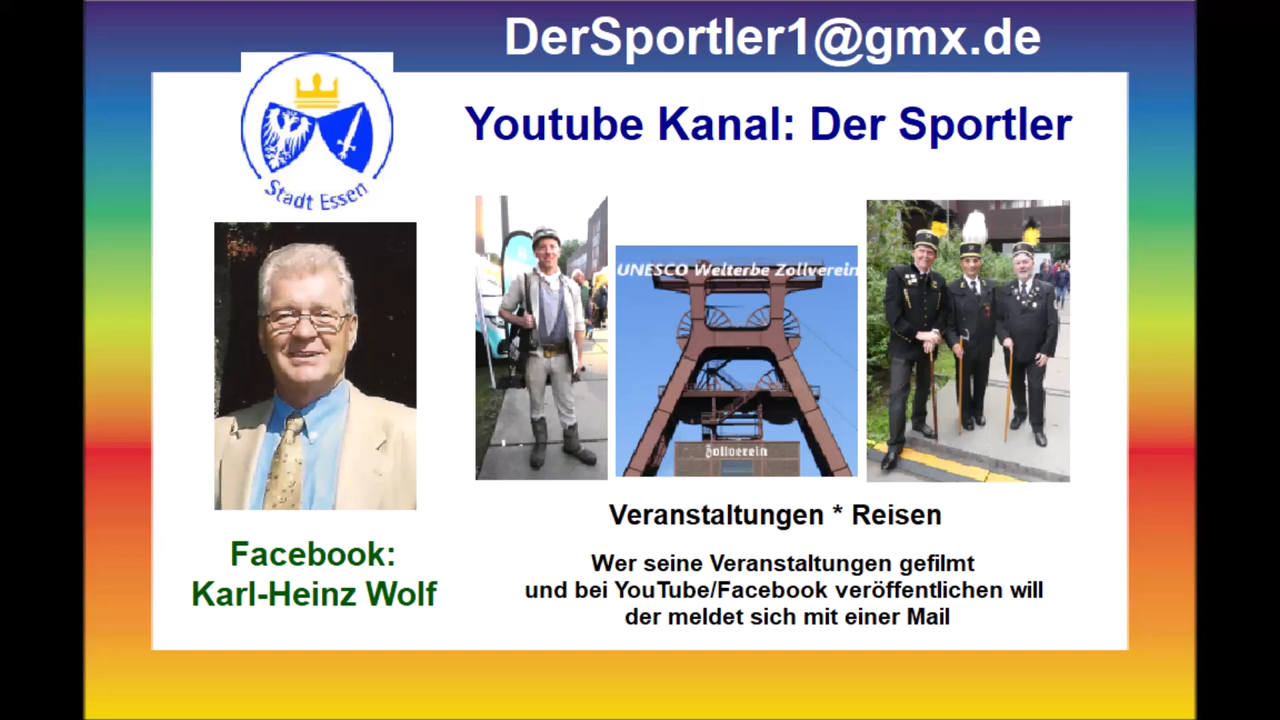 DerSportler1@gmx.de
Stadt Essen
Youtube Kanal: Der Sportler
UNESCO Welterbe Zollverein
Zollverein
Veranstaltungen * Reisen
Facebook:
Karl-Heinz Wolf
Wer seine Veranstaltungen gefilmt
und bei YouTube/Facebook veröffentlichen will
der meldet sich mit einer Mail